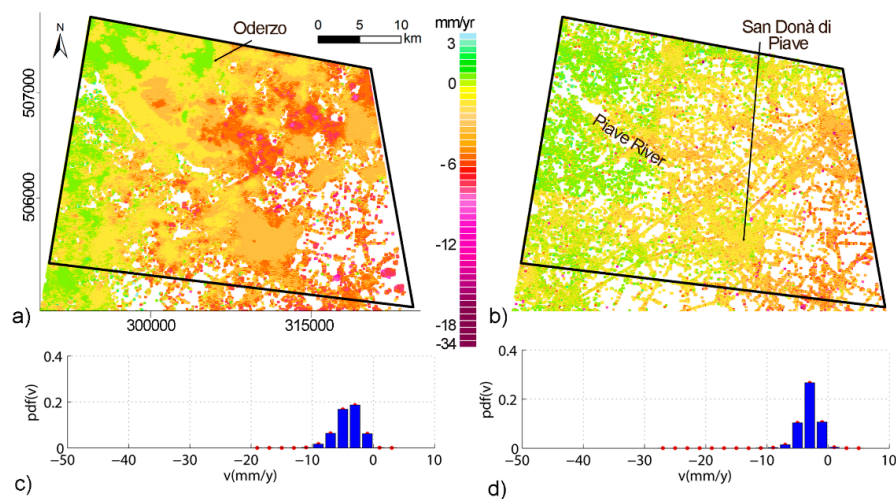 Oderzo
0 5 10
km
mm/yr
3
0
- 6
-12
-18
-34
507000
506000
300000 315000
a)
San Donà di
Piave
Piave River
b)
0.4
0.2
0
pdf(v)
−50 −40 −30 −20 −10 0 10
v(mm/y)
c)
0.4
0.2
0
pdf(v)
−50 −40 −30 −20 −10 0 10
v(mm/y)
d)
N